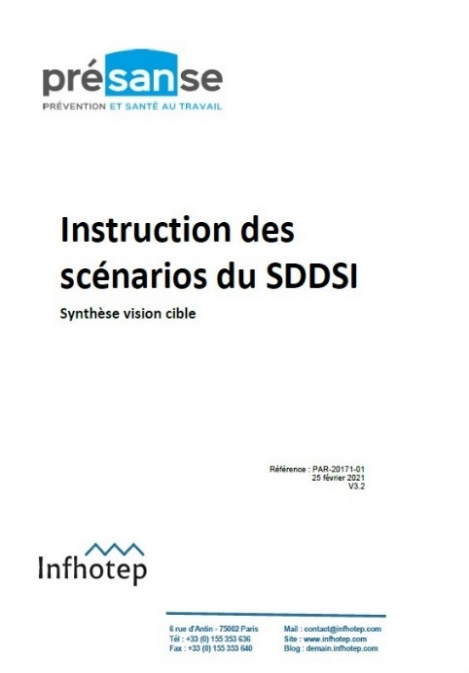 présanse
PRÉVENTION ET SANTÉ AU TRAVAIL
Instruction des
scénarios du SDDSI
Synthèse vision cible
Référence : PAR-20171-01
25 février 2021
V3.2
Infhotep
6 rue d'Antin - 75002 Paris
Tél : +33 (0) 155 353 636
Fax : +33 (0) 155 353 640
Mail : contact@infhotep.com
Site : www.infhotep.com
Blog : demain.infhotep.com